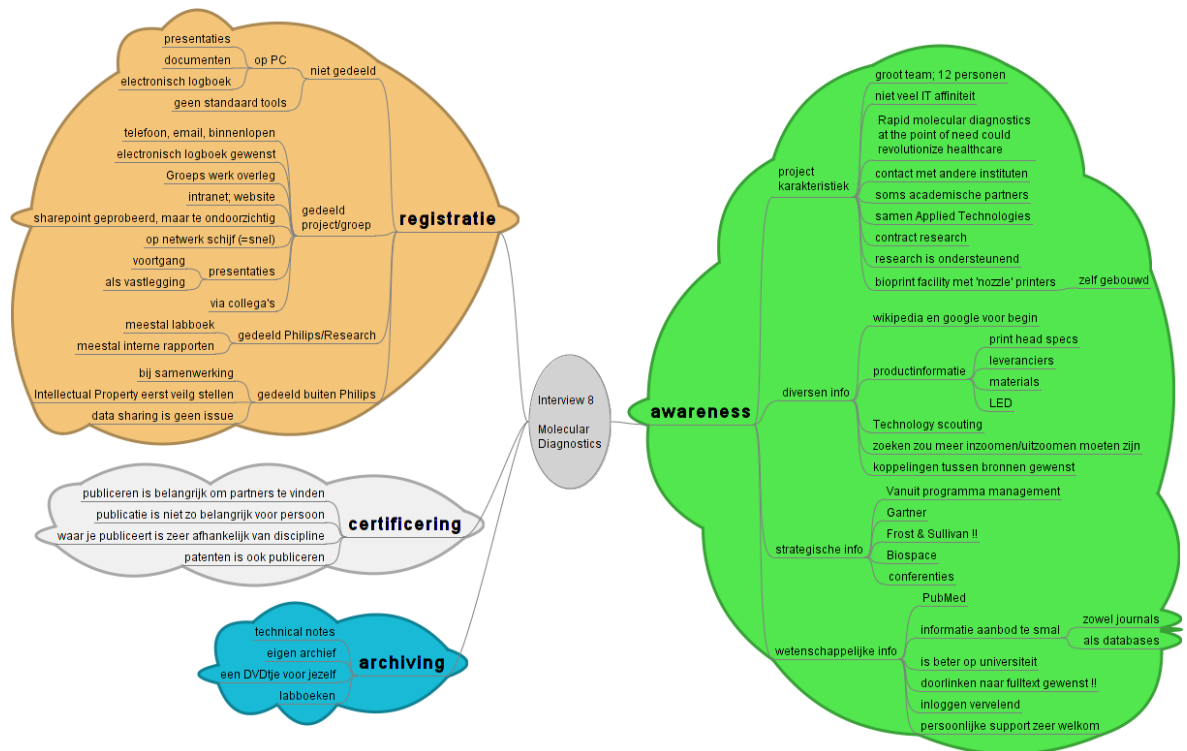 presentaties
documenten
electronisch logboek
op PC
geen standaard tools
niet gedeeld
telefoon, email, binnenlopen
electronisch logboek gewenst
Groeps werk overleg
intranet; website
sharepoint geprobeerd, maar te ondoorzichtig
op netwerk schijf (=snel)
voortgang
als vastlegging
presentaties
via collega's
gedeeld
project/groep
meestal labboek
meestal interne rapporten
gedeeld Philips/Research
bij samenwerking
Intellectual Property eerst veilg stellen
data sharing is geen issue
gedeeld buiten Philips
registratie
publiceren is belangrijk om partners te vinden
publicatie is niet zo belangrijk voor persoon
waar je publiceert is zeer afhankelijk van discipline
patenten is ook publiceren
certificering
technical notes
eigen archief
een DVDtje voor jezelf
labboeken
archiving
Interview 8
Molecular
Diagnostics
awareness
project
karakteristiek
groot team; 12 personen
niet veel IT affiniteit
Rapid molecular diagnostics
at the point of need could
revolutionize healthcare
contact met andere instituten
soms academische partners
samen Applied Technologies
contract research
research is ondersteunend
bioprint facility met 'nozzle' printers
zelf gebouwd
diversen info
wikipedia en google voor begin
productinformatie
print head specs
leveranciers
materials
LED
Technology scouting
zoeken zou meer inzoomen/uitzoomen moeten zijn
koppelingen tussen bronnen gewenst
strategische info
Vanuit programma management
Gartner
Frost & Sullivan !!
Biospace
conferenties
wetenschappelijke info
PubMed
informatie aanbod te smal
zowel journals
als databases
is beter op universiteit
doorlinken naar fulltext gewenst !!
inloggen vervelend
persoonlijke support zeer welkom